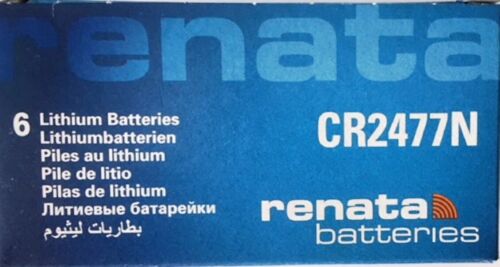 renata
6 Lithium Batteries
Lithiumbatterien
Piles au lithium
Pile de litio
Pilas de lithium
Литиевые батарейки
بطاريات ليثيوم
CR2477N
renata
batteries